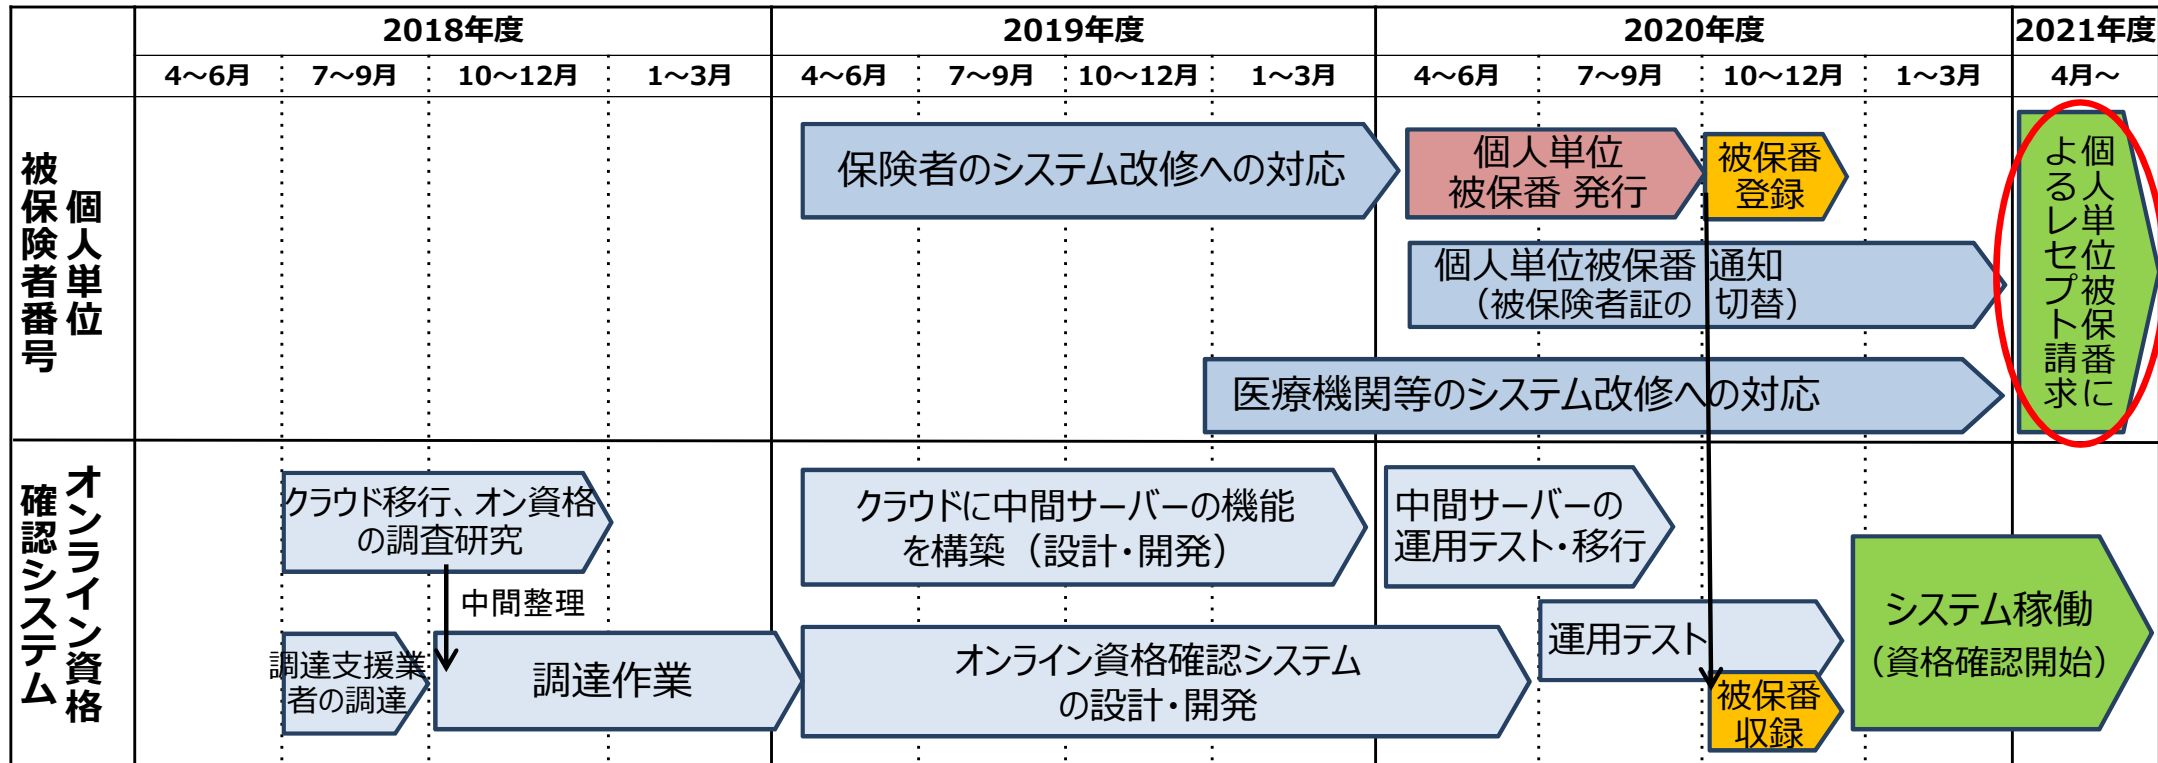 2018年度
2019年度
2020年度
2021年度
4～6月
7～9月
10～12月
1～3月
4～6月
7～9月
10～12月
1～3月
4～6月
7～9月
10～12月
1～3月
4月～
個人単位
被保険者番号
保険者のシステム改修への対応
個人単位
被保番 発行
被保番
登録
個人単位被保番 通知
（被保険者証の 切替）
医療機関等のシステム改修への対応
個人単位被保番に
よるレセプト請求
オンライン資格
確認システム
クラウド移行、オン資格
の調査研究
中間整理
調達支援業
者の調達
調達作業
クラウドに中間サーバーの機能
を構築（設計・開発）
オンライン資格確認システム
の設計・開発
中間サーバーの
運用テスト・移行
運用テスト
被保番
収録
システム稼働
（資格確認開始）